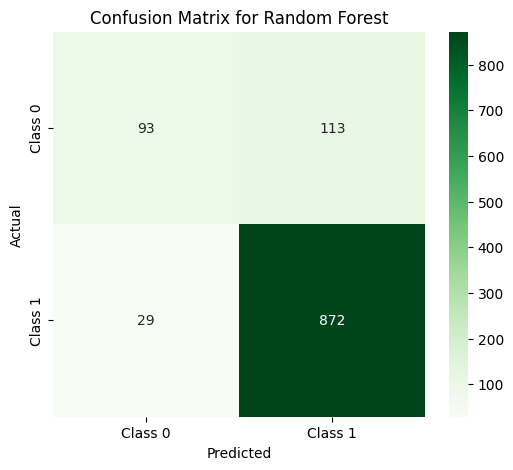 Confusion Matrix for Random Forest
Class 0
93
113
Class 1
29
872
Class 0
Class 1
Predicted
Actual
800
700
600
500
400
300
200
100